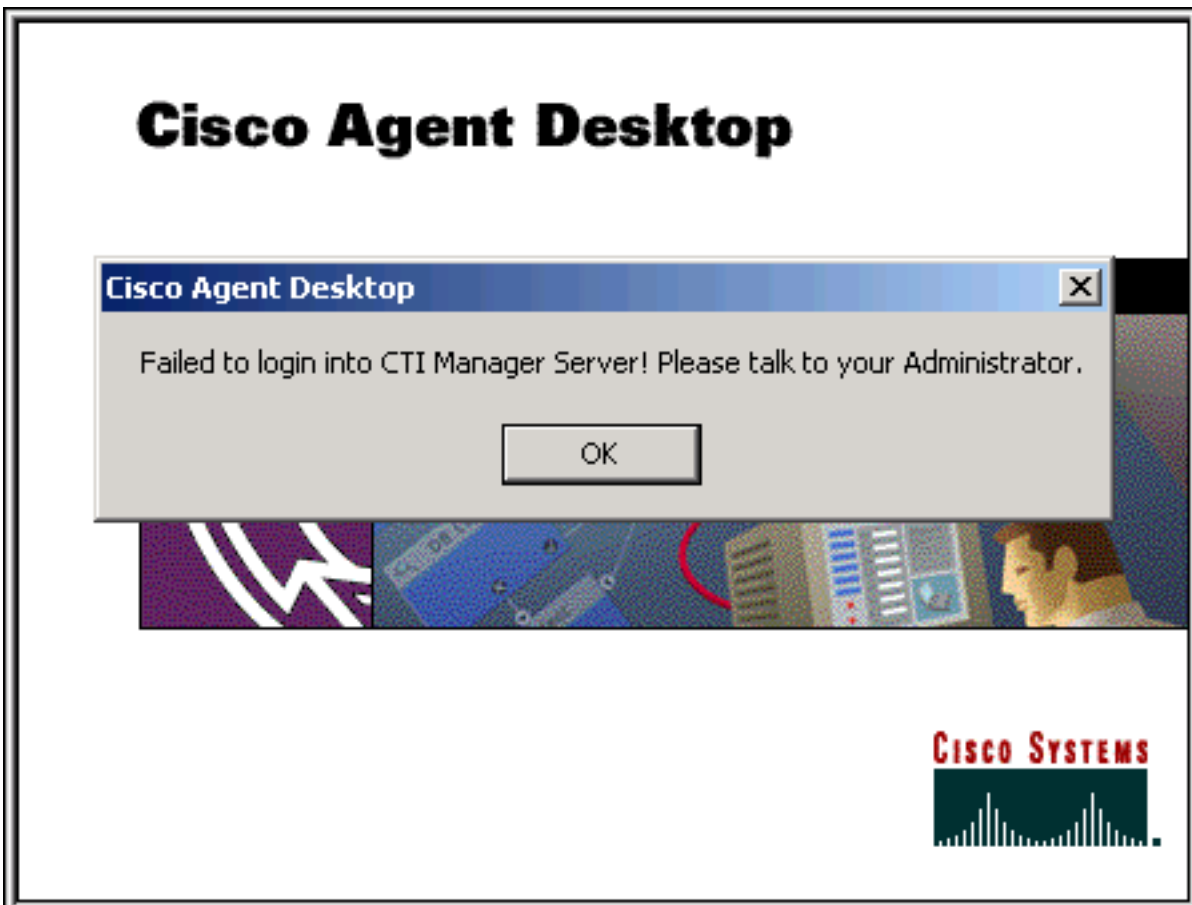 Cisco Agent Desktop
Cisco Agent Desktop
Failed to login into CTI Manager Server! Please talk to your Administrator.
OK
CISCO SYSTEMS